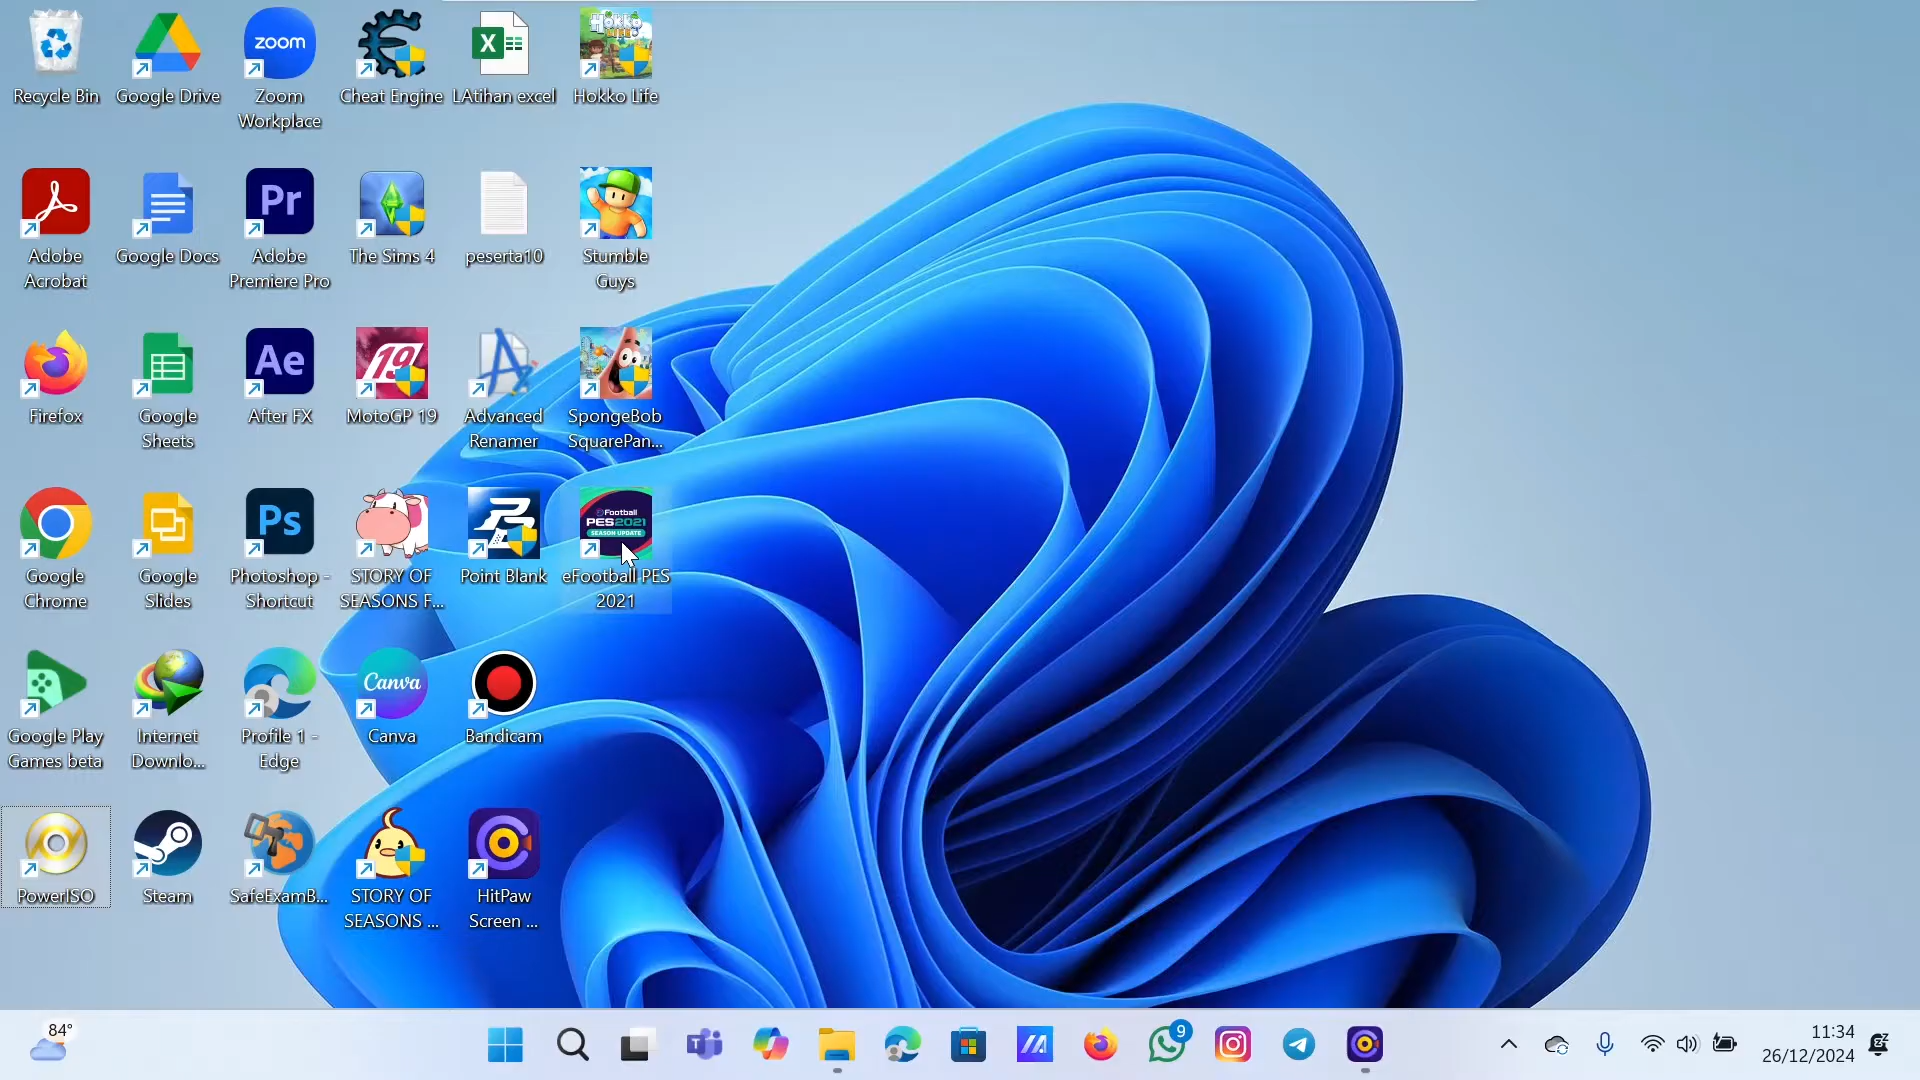 Recycle Bin
Google Drive
zoom
Zoom
Workplace
Cheat Engine
X
LAtihan excel
Hokko
LIFE
Hokko Life
Adobe
Acrobat
Google Docs
Pr
Adobe
Premiere Pro
The Sims 4
peserta10
Stumble
Guys
Firefox
Google
Sheets
Ae
After FX
19
MotoGP 19
Advanced
Renamer
SpongeBob
SquarePan...
Google
Chrome
Google
Slides
Ps
Photoshop -
Shortcut
STORY OF
SEASONS F...
Point Blank
eFootball
PES2021
SEASON UPDATE
eFootball PES
2021
Google Play
Games beta
Internet
Downlo...
Profile 1 -
Edge
Canva
Canva
Bandicam
PowerISO
Steam
SafeExamB...
STORY OF
SEASONS ...
HitPaw
Screen ...
84°
T
9
11:34
26/12/2024